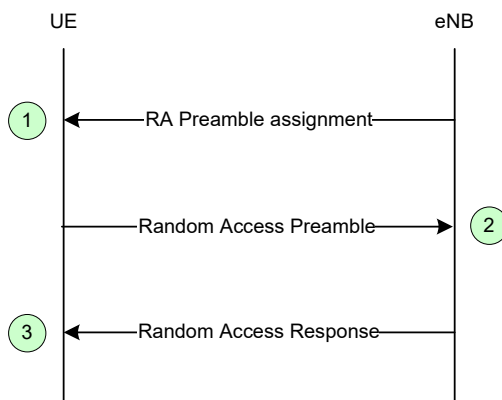 UE
eNB
1
RA Preamble assignment
Random Access Preamble
2
3
Random Access Response